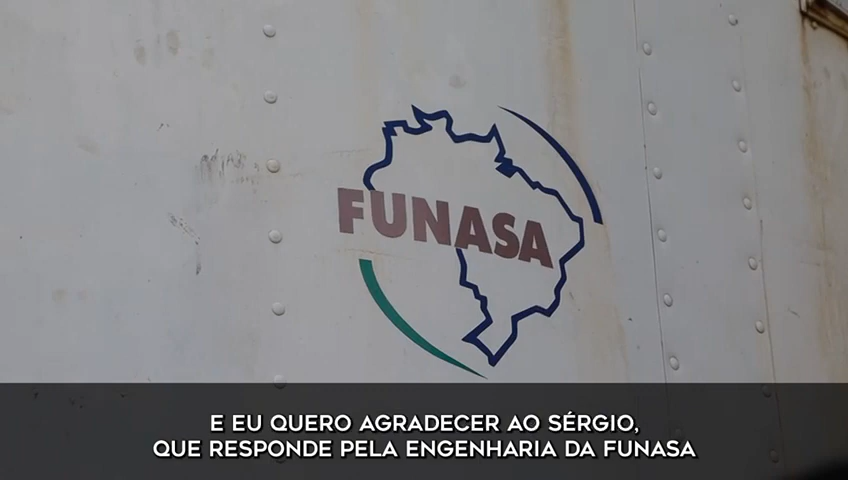 FUNASA
E EU QUERO AGRADECER AO SÉRGIO,
QUE RESPONDE PELA ENGENHARIA DA FUNASA